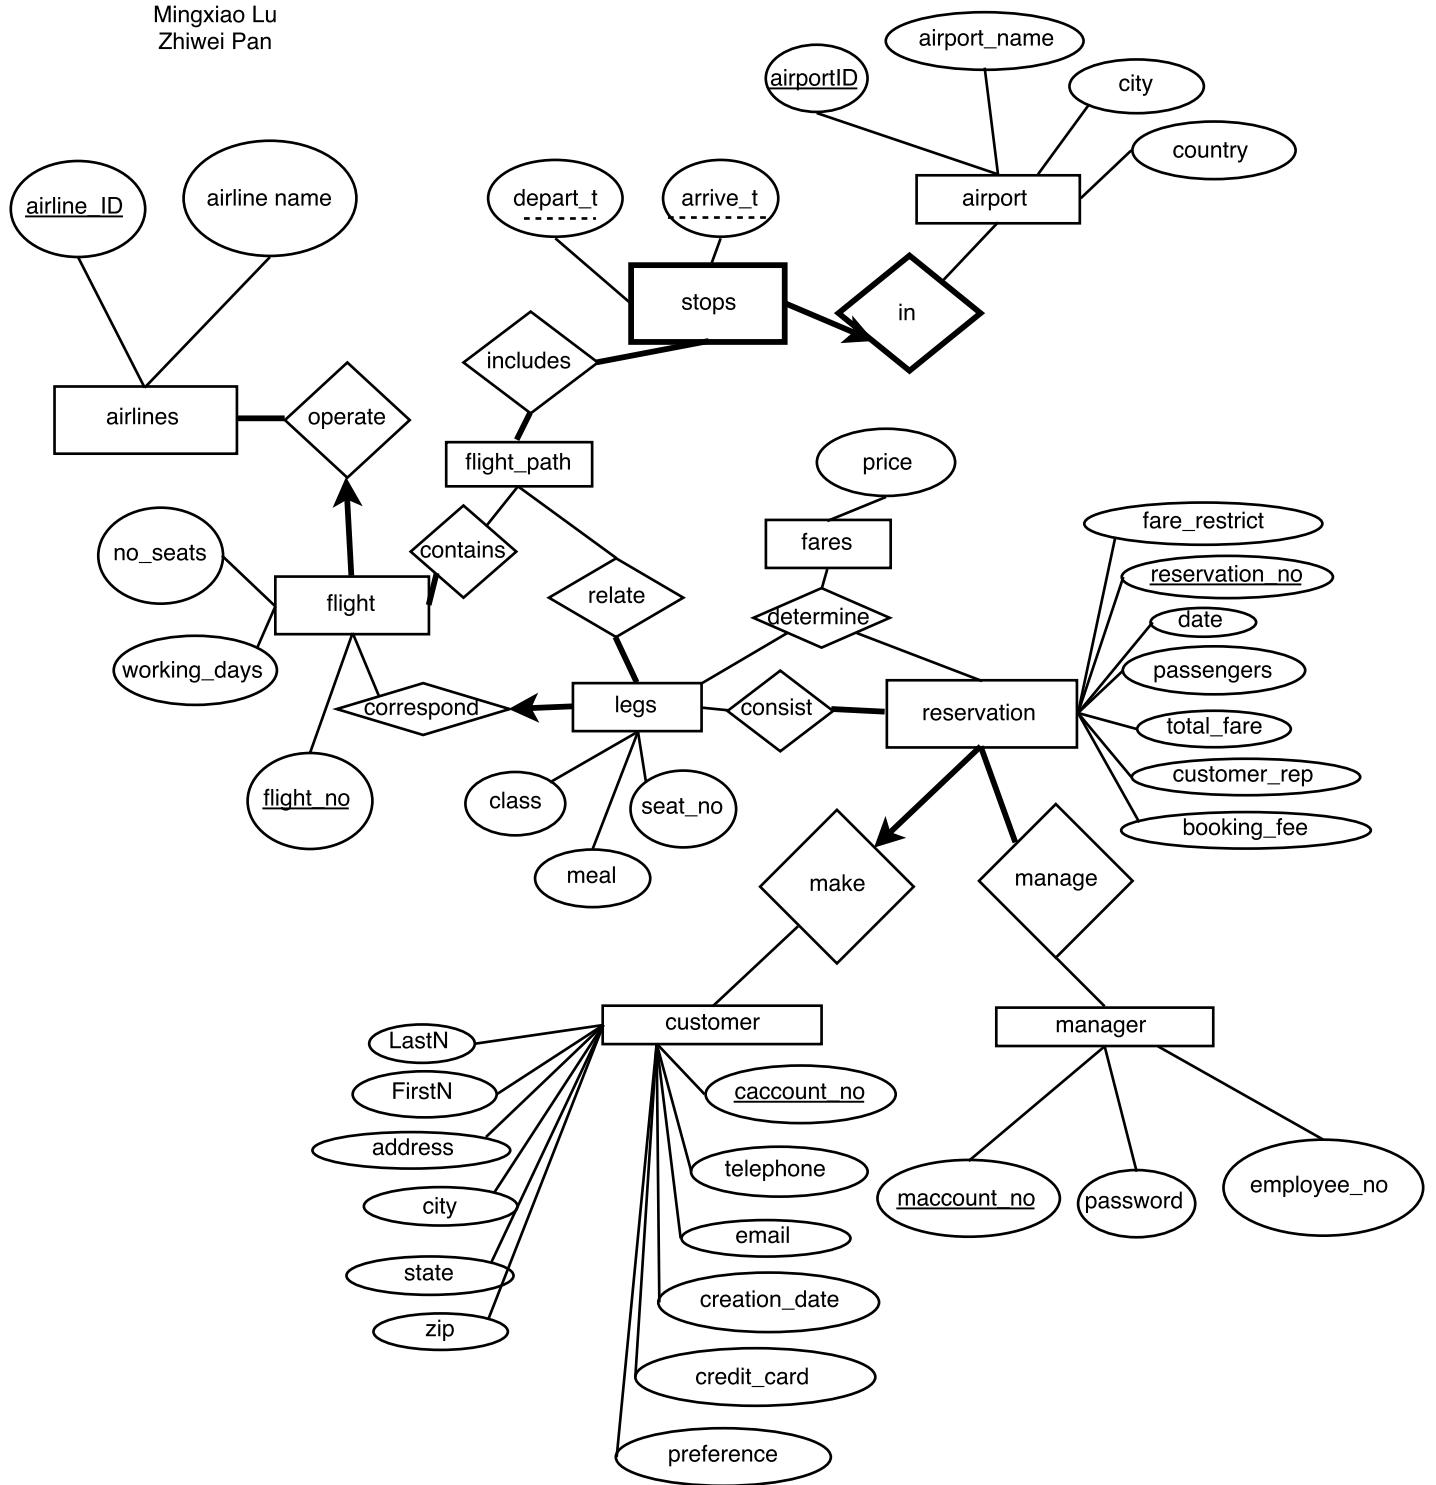 Mingxiao Lu
Zhiwei Pan
airport_name
airportID
city
country
airline_ID
airline name
depart_t
arrive_t
airport
stops
in
includes
airlines
operate
flight_path
price
no_seats
contains
fares
fare_restrict
reservation_no
flight
relate
determine
date
working_days
passengers
correspond
legs
consist
reservation
total_fare
customer_rep
flight_no
class
seat_no
booking_fee
meal
make
manage
customer
manager
LastN
FirstN
caccount_no
address
telephone
city
maccount_no
password
employee_no
email
state
creation_date
zip
credit_card
preference